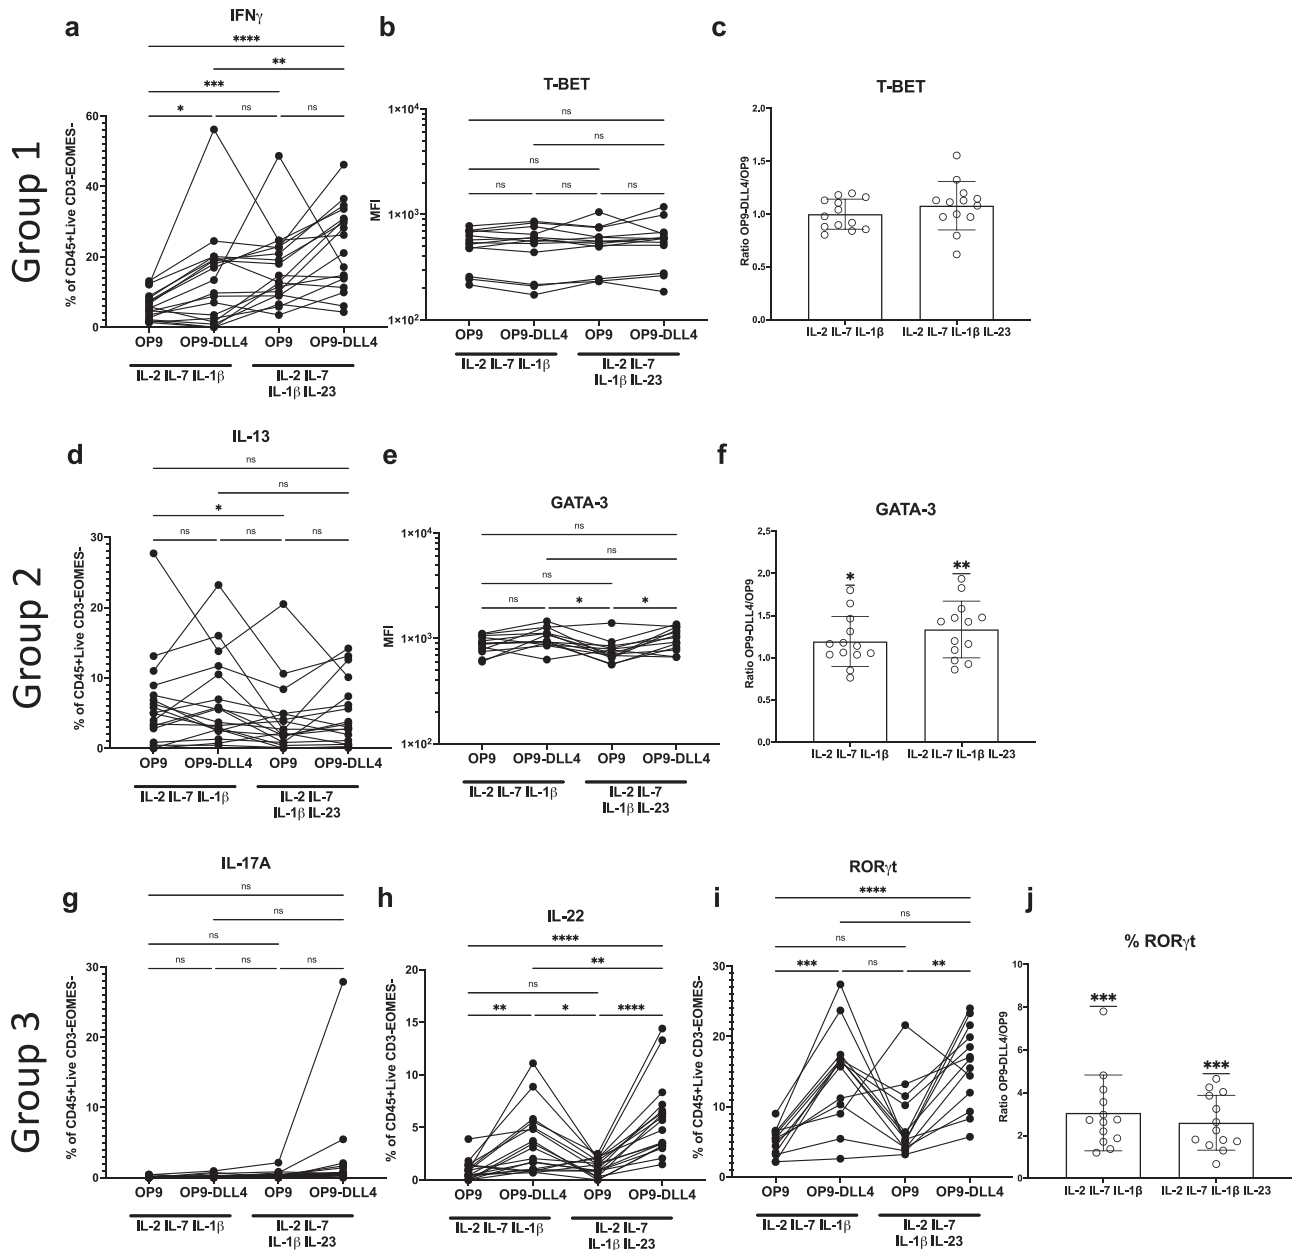 Group 1
a
IFNγ
****
**
***
*
ns
ns
% of CD45+Live CD3-EOMES-
60
40
20
0
OP9
OP9-DLL4
OP9
OP9-DLL4
IL-2 IL-7 IL-1β
IL-2 IL-7
IL-1β IL-23
b
T-BET
ns
ns
ns
ns
ns
ns
MFI
1×10⁴
1×10³
1×10²
OP9
OP9-DLL4
OP9
OP9-DLL4
IL-2 IL-7 IL-1β
IL-2 IL-7
IL-1β IL-23
c
T-BET
Ratio OP9-DLL4/OP9
2.0
1.5
1.0
0.5
0.0
IL-2 IL-7 IL-1β
IL-2 IL-7 IL-1β IL-23
Group 2
d
IL-13
ns
ns
*
ns
ns
ns
% of CD45+Live CD3-EOMES-
30
20
10
0
OP9
OP9-DLL4
OP9
OP9-DLL4
IL-2 IL-7 IL-1β
IL-2 IL-7
IL-1β IL-23
e
GATA-3
ns
ns
ns
ns
*
*
MFI
1×10⁴
1×10³
1×10²
OP9
OP9-DLL4
OP9
OP9-DLL4
IL-2 IL-7 IL-1β
IL-2 IL-7
IL-1β IL-23
f
GATA-3
*
**
Ratio OP9-DLL4/OP9
2.5
2.0
1.5
1.0
0.5
0.0
IL-2 IL-7 IL-1β
IL-2 IL-7 IL-1β IL-23
Group 3
g
IL-17A
ns
ns
ns
ns
ns
ns
% of CD45+Live CD3-EOMES-
30
20
10
0
OP9
OP9-DLL4
OP9
OP9-DLL4
IL-2 IL-7 IL-1β
IL-2 IL-7
IL-1β IL-23
h
IL-22
****
**
ns
**
*
****
% of CD45+Live CD3-EOMES-
20
15
10
5
0
OP9
OP9-DLL4
OP9
OP9-DLL4
IL-2 IL-7 IL-1β
IL-2 IL-7
IL-1β IL-23
i
RORγt
****
ns
ns
***
ns
**
% of CD45+Live CD3-EOMES-
30
20
10
0
OP9
OP9-DLL4
OP9
OP9-DLL4
IL-2 IL-7 IL-1β
IL-2 IL-7
IL-1β IL-23
j
% RORγt
***
***
Ratio OP9-DLL4/OP9
10
8
6
4
2
0
IL-2 IL-7 IL-1β
IL-2 IL-7 IL-1β IL-23